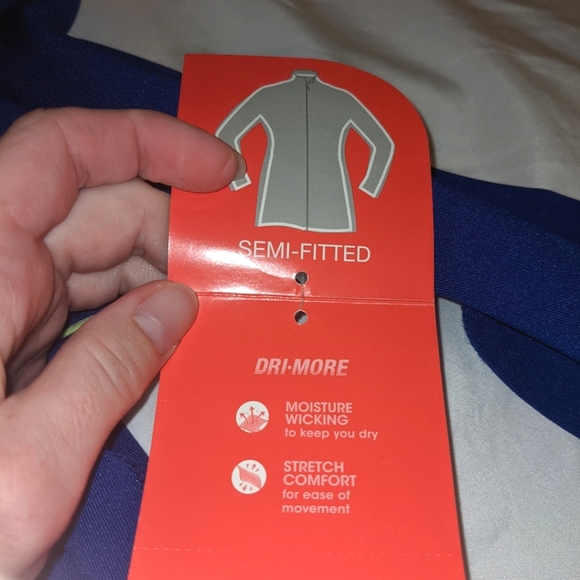 SEMI-FITTED
DRI·MORE
MOISTURE
WICKING
to keep you dry
STRETCH
COMFORT
for ease of
movement